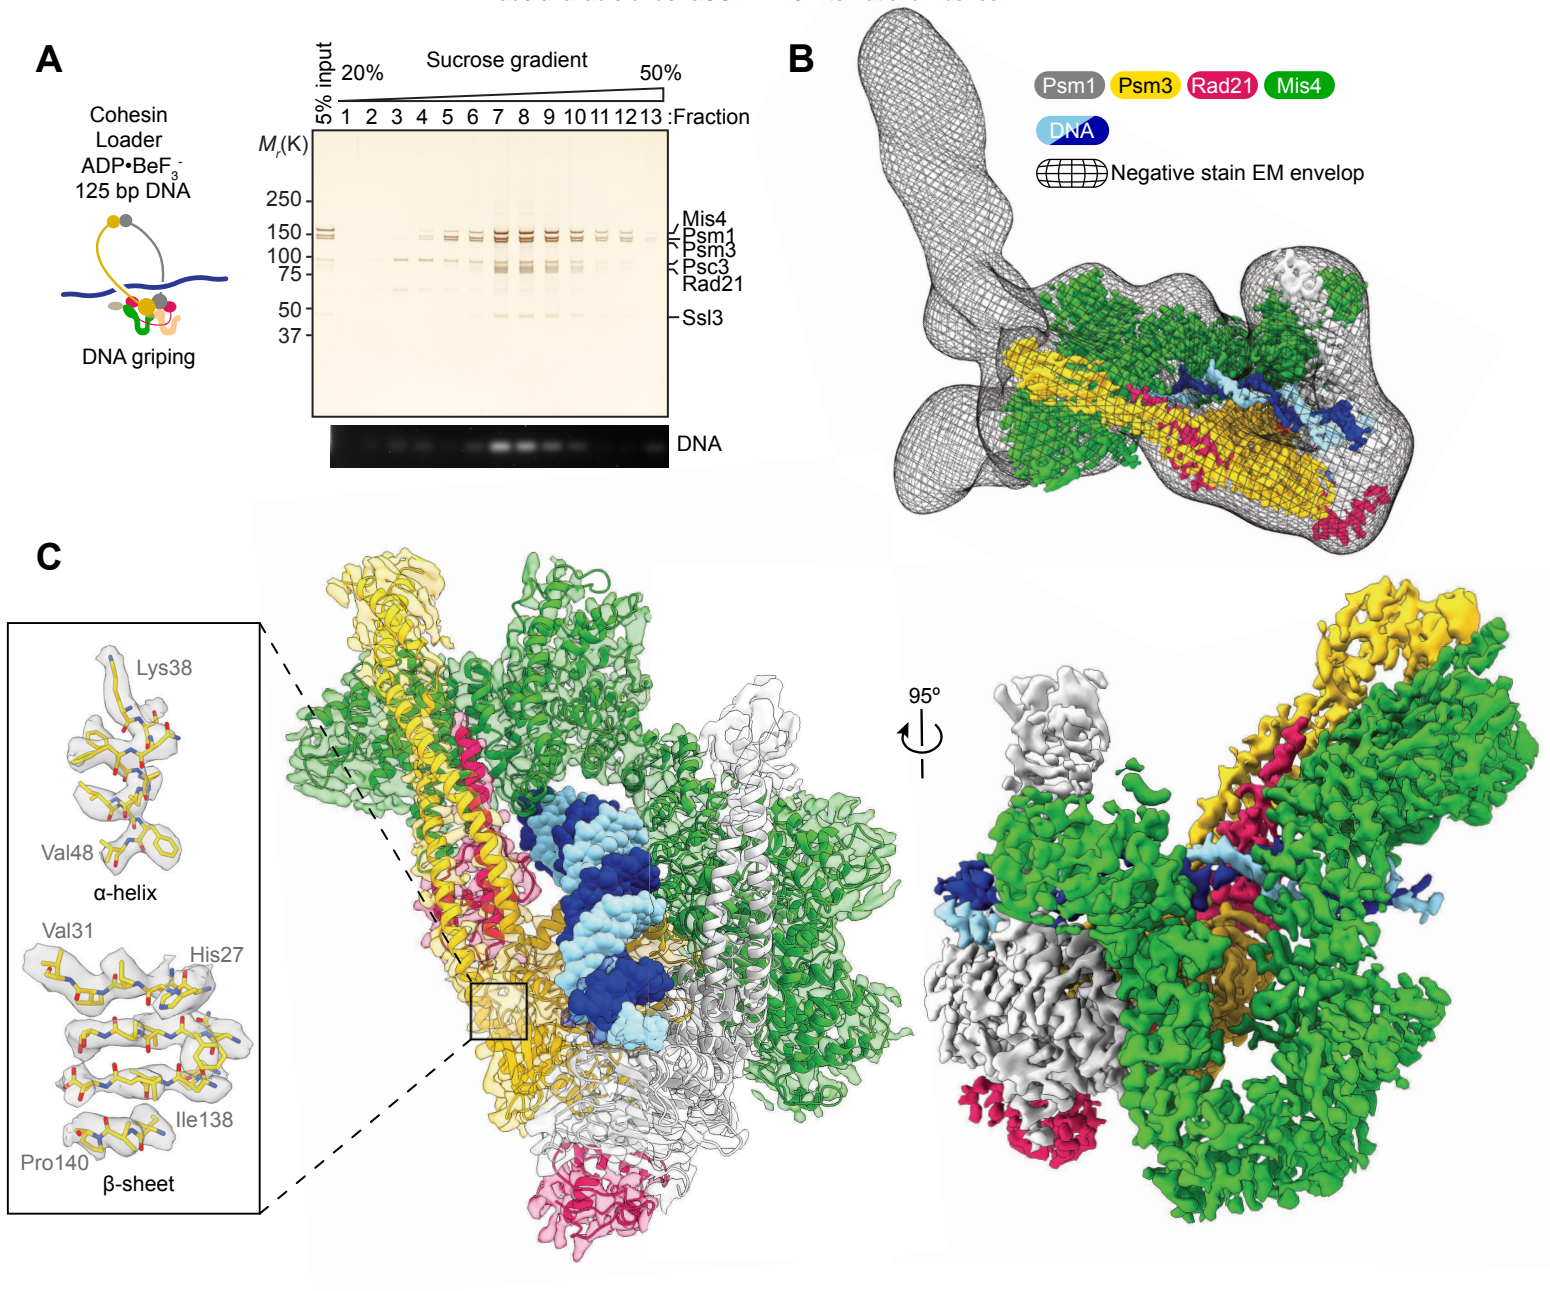 A
Cohesin
Loader
ADP•BeF3-
125 bp DNA
DNA griping
5% input
20%
Sucrose gradient
50%
1 2 3 4 5 6 7 8 9 10 11 12 13 :Fraction
Mr(K)
250
150
100
75
50
37
Mis4
Psm1
Psm3
Psc3
Rad21
Ssl3
DNA
B
Psm1 Psm3 Rad21 Mis4
DNA
Negative stain EM envelop
C
Lys38
Val48
α-helix
Val31
His27
Ile138
Pro140
β-sheet
95º